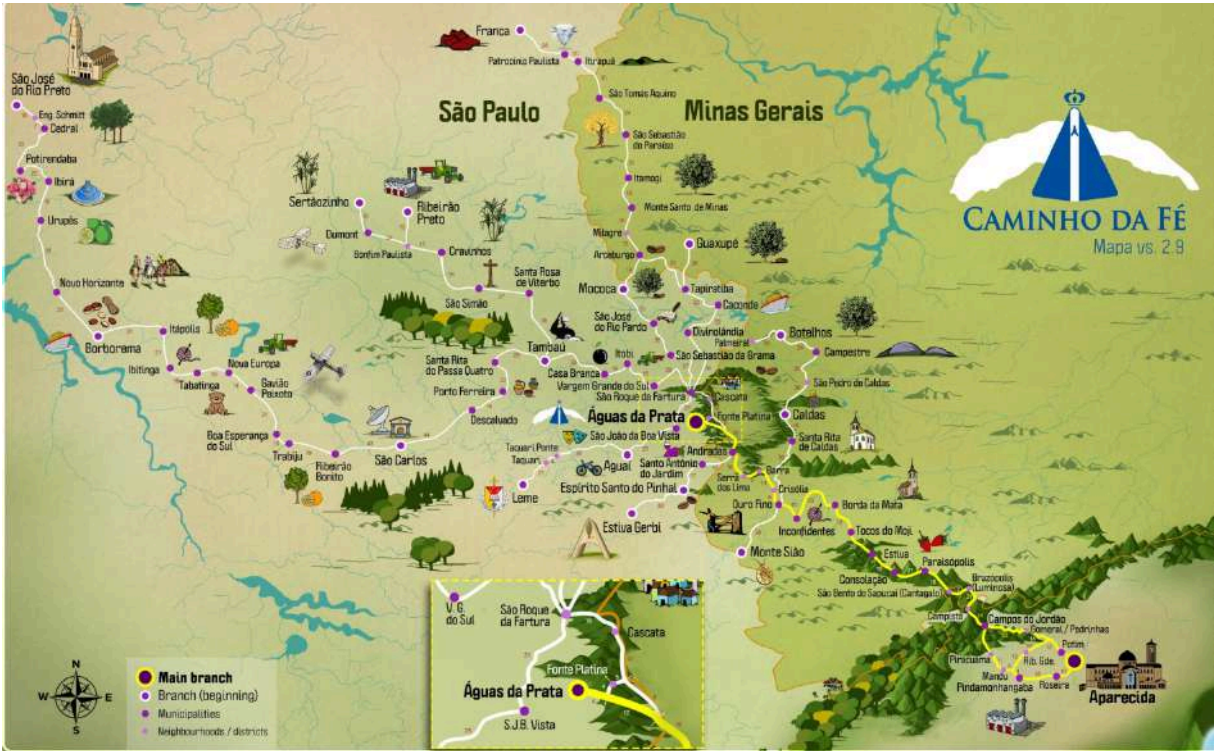 Franca
Patrocínio Paulista
Itirapuã
São José
do Rio Preto
Eng. Schmitt
Cedral
São Paulo
Minas Gerais
São Tomás Aquino
São Sebastião
do Paraíso
Potirendaba
Ibirá
Itamogi
Sertãozinho
Ribeirão
Preto
Monte Santo de Minas
CAMINHO DA FÉ
Mapa vs. 2.9
Urupês
Dumont
Bonfim Paulista
Cravinhos
Milagre
Guaxupé
Arceburgo
Santa Rosa
de Viterbo
Novo Horizonte
São Simão
Mococa
Tapiratiba
Caconde
Itápolis
São José
do Rio Pardo
Divinolândia
Botelhos
Palmeiral
Borborema
Ibitinga
Tabatinga
Nova Europa
Gavião
Peixoto
Santa Rita
do Passa Quatro
Tambaú
Itobi
São Sebastião da Grama
Campestre
Casa Branca
Vargem Grande do Sul
São Pedro de Caldas
Porto Ferreira
São Roque da Fartura
Cascata
Descalvado
Águas da Prata
Fonte Platina
Caldas
Boa Esperança
do Sul
Trabiju
Ribeirão
Bonito
São Carlos
São João da Boa Vista
Taquari Ponte
Taquari
Aguaí
Andradas
Santo Antônio
do Jardim
Santa Rita
de Caldas
Leme
Espírito Santo do Pinhal
Serra
dos Lima
Barra
Crisólia
Ouro Fino
Borda da Mata
Estiva Gerbi
Inconfidentes
Tocos do Moji
Monte Sião
Estiva
Consolação
Paraisópolis
São Bento do Sapucaí (Cantagalo)
Brazópolis
(Luminosa)
Campista
Campos do Jordão
Gomeral / Pedrinhas
Potim
Piracuama
Rib. Gde.
Mandu
Pindamonhangaba
Roseira
Aparecida
V. G.
do Sul
São Roque
da Fartura
Cascata
Fonte Platina
Águas da Prata
S.J.B. Vista
N
W
E
S
Main branch
Branch (beginning)
Municipalities
Neighbourhoods / districts